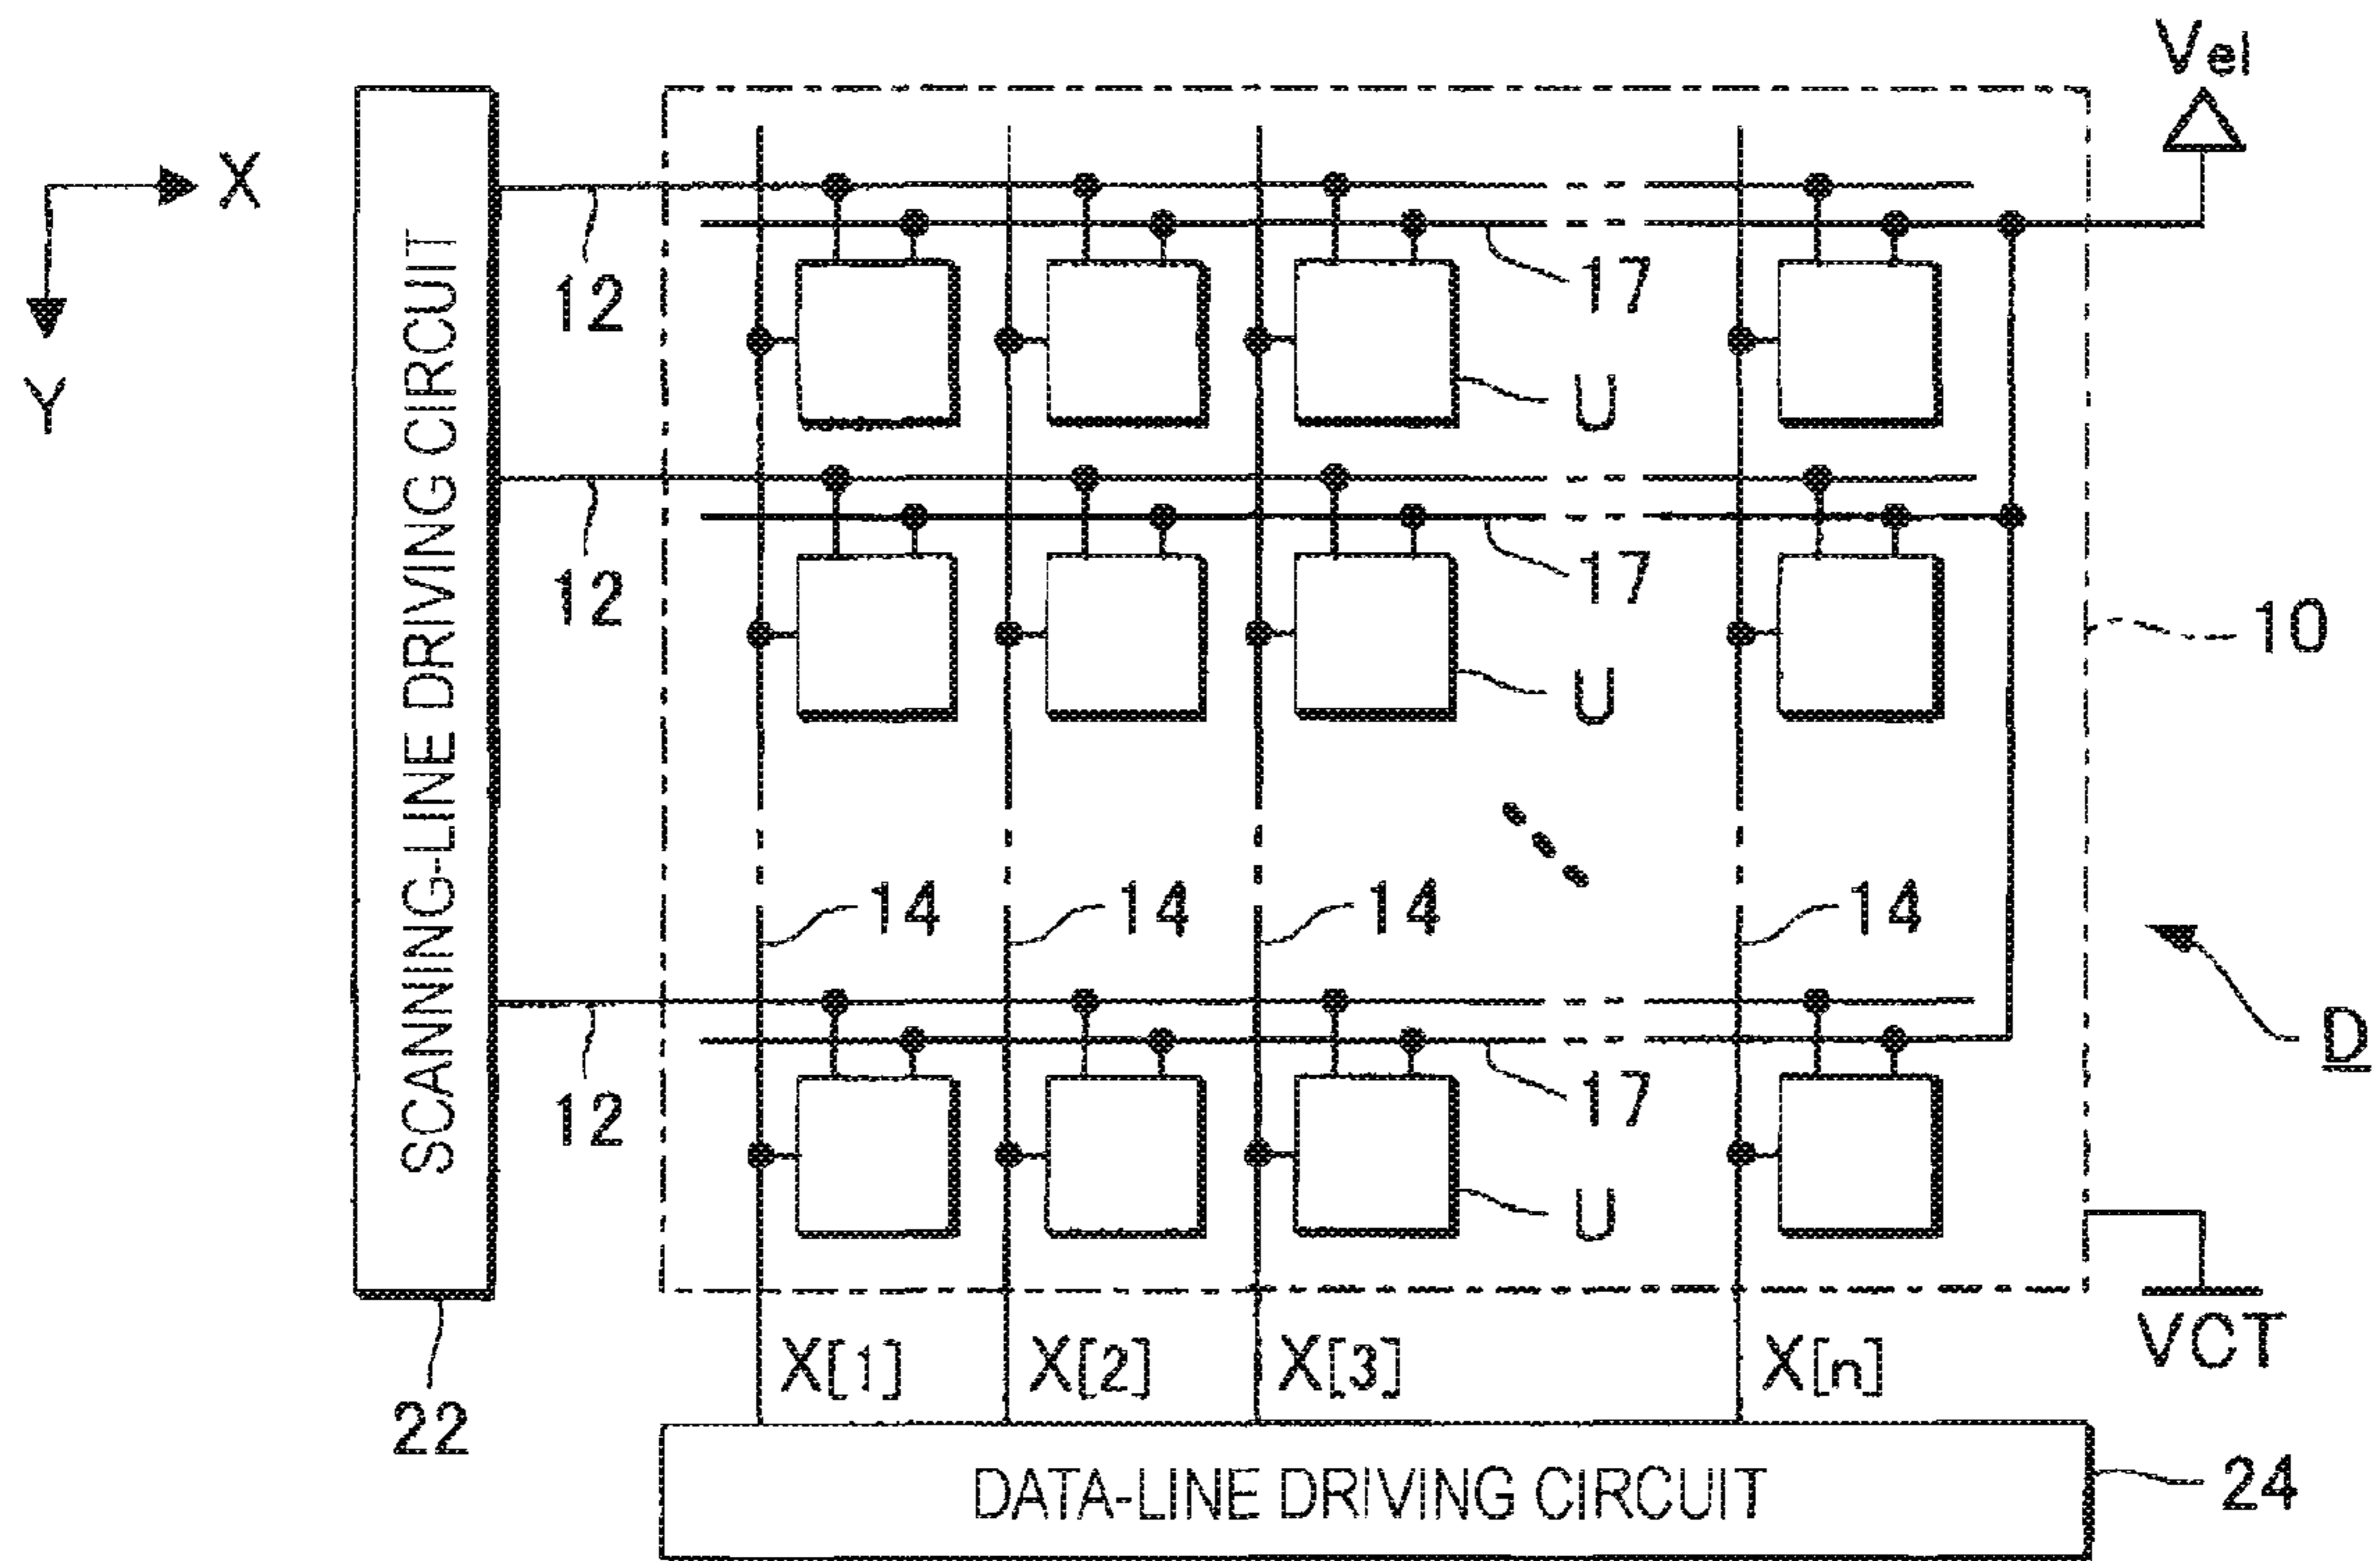 Vel
X
Y
SCANNING-LINE DRIVING CIRCUIT
12
17
U
12
17
U
10
14
14
14
14
12
17
U
D
VCT
X[1]
X[2]
X[3]
X[n]
22
DATA-LINE DRIVING CIRCUIT
24